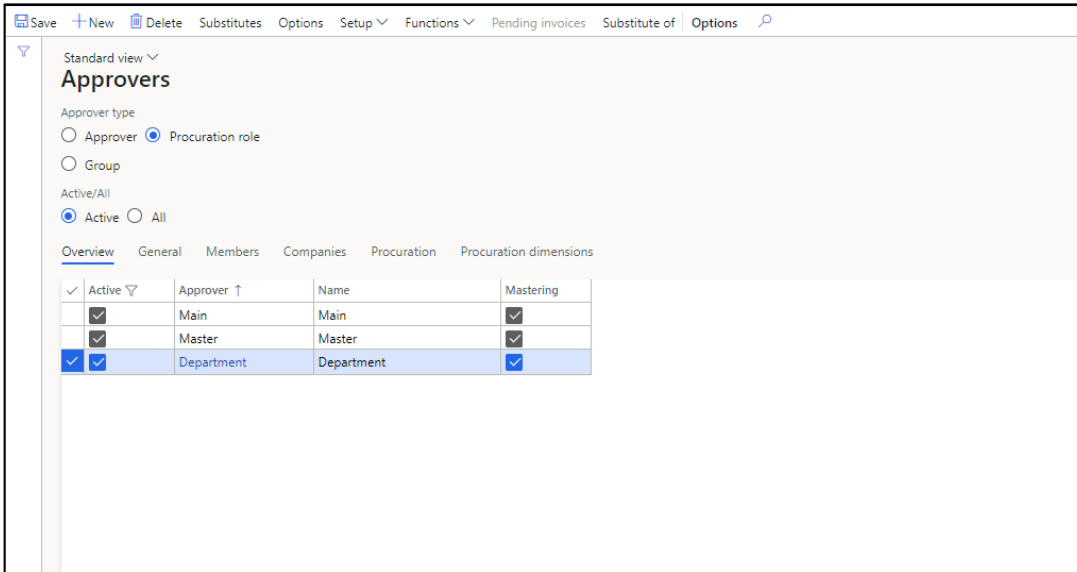 Save New Delete Substitutes Options Setup Functions Pending invoices Substitute of Options
Standard view
Approvers
Approver type
Approver Procuration role
Group
Active/All
Active All
Overview General Members Companies Procuration Procuration dimensions
Active Approver ↑ Name Mastering
Main Main
Master Master
Department Department